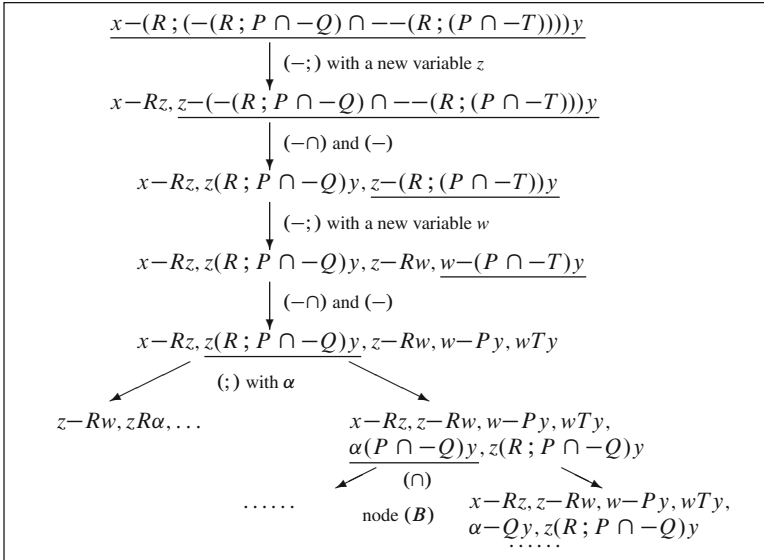 x−(R ; (−(R ; P ∩ −Q) ∩ −−(R ; (P ∩ −T))))y
(−;) with a new variable z
x−Rz, z−(−(R ; P ∩ −Q) ∩ −−(R ; (P ∩ −T)))y
(−∩) and (−)
x−Rz, z(R ; P ∩ −Q)y, z−(R ; (P ∩ −T))y
(−;) with a new variable w
x−Rz, z(R ; P ∩ −Q)y, z−Rw, w−(P ∩ −T)y
(−∩) and (−)
x−Rz, z(R ; P ∩ −Q)y, z−Rw, w−Py, wTy
(;) with α
z−Rw, zRα, ...
x−Rz, z−Rw, w−Py, wTy,
α(P ∩ −Q)y, z(R ; P ∩ −Q)y
(∩)
......
node (B)
x−Rz, z−Rw, w−Py, wTy,
α−Qy, z(R ; P ∩ −Q)y
......